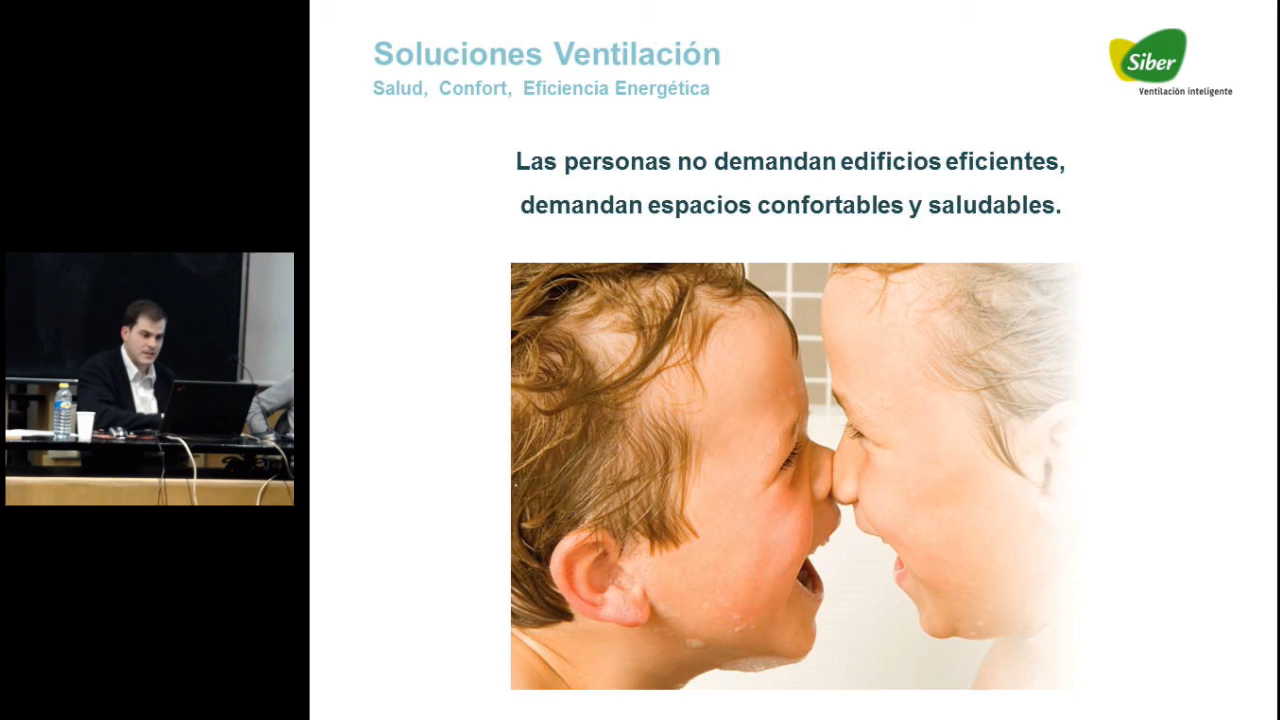 Soluciones Ventilación
Salud, Confort, Eficiencia Energética
Siber
Ventilación inteligente
Las personas no demandan edificios eficientes,
demandan espacios confortables y saludables.